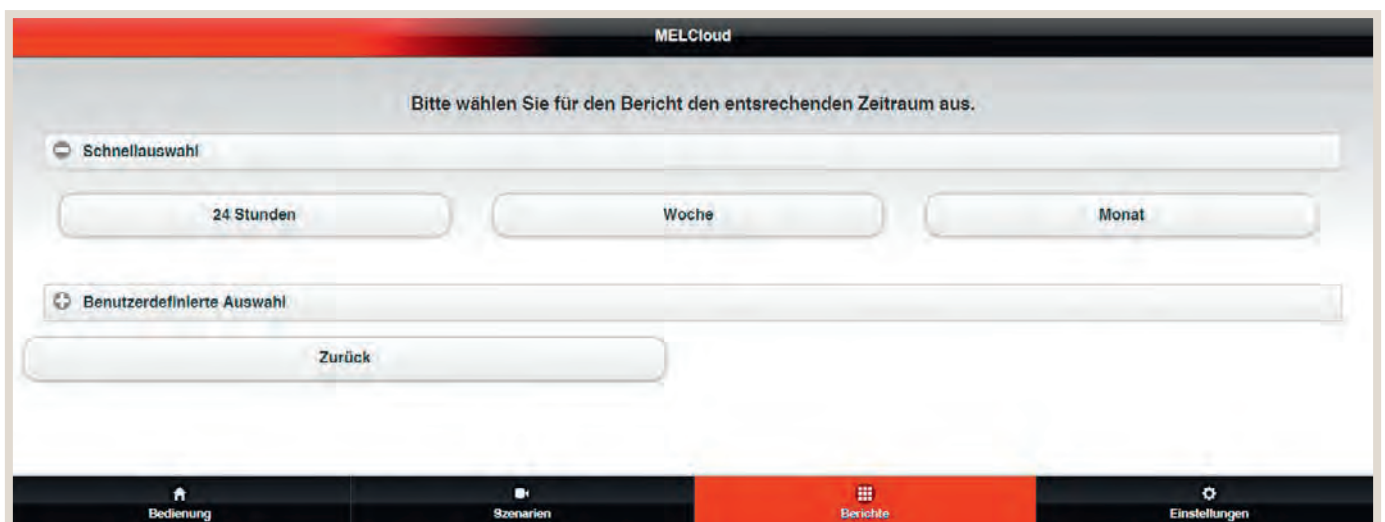 MELCloud
Bitte wählen Sie für den Bericht den entsrechenden Zeitraum aus.
Schnellauswahl
24 Stunden
Woche
Monat
Benutzerdefinierte Auswahl
Zurück
Bedienung
Szenarien
Berichte
Einstellungen